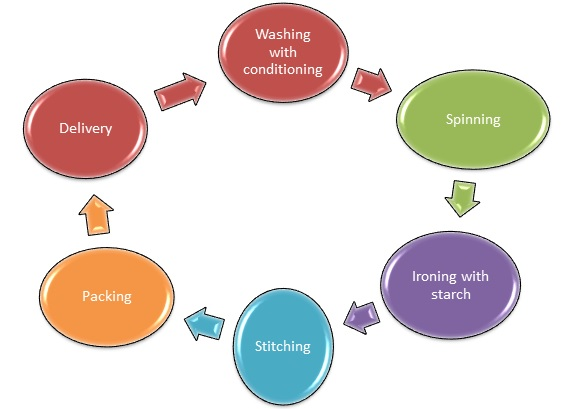 Washing
with
conditioning
Spinning
Ironing with
starch
Stitching
Packing
Delivery